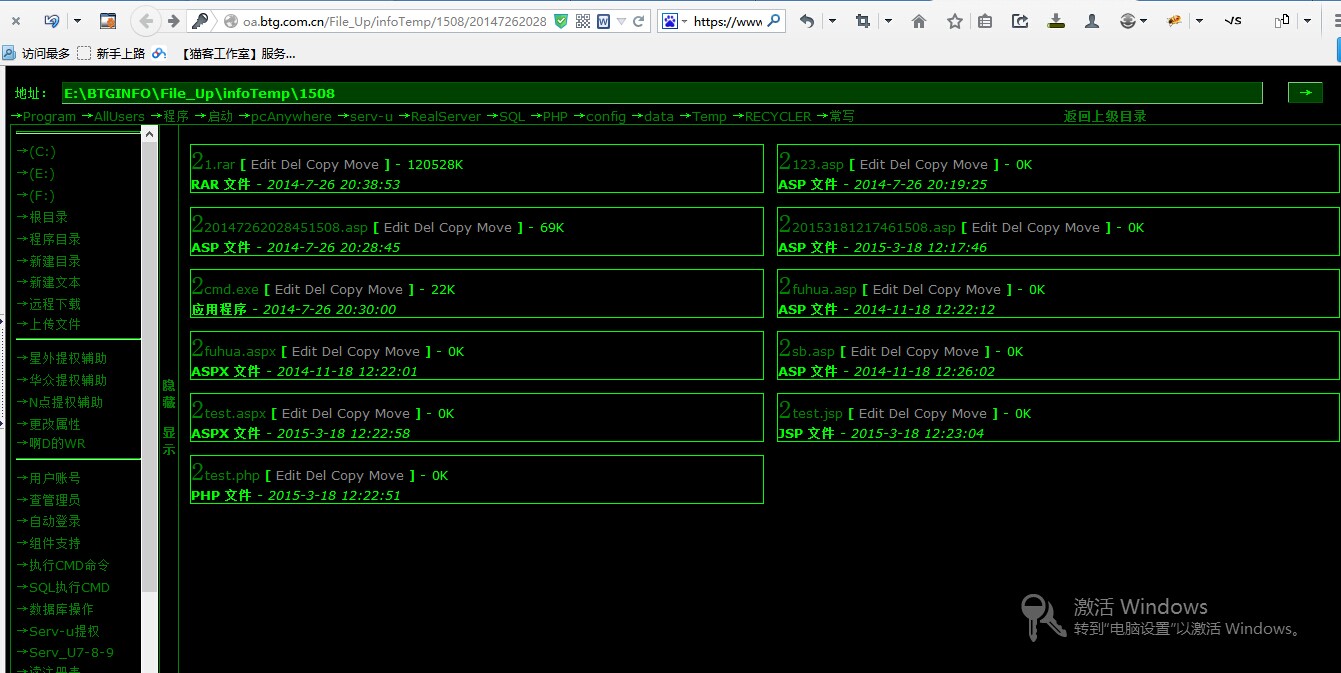 oa.btg.com.cn/File_Up/infoTemp/1508/20147262028
https://www
访问最多 新手上路 【猫客工作室】服务...
地址: E:\BTGINFO\File_Up\infoTemp\1508 →
→Program →AllUsers →程序 →启动 →pcAnywhere →serv-u →RealServer →SQL →PHP →config →data →Temp →RECYCLER →常写 返回上级目录
→(C:)
→(E:)
→(F:)
→根目录
→程序目录
→新建目录
→新建文本
→远程下载
→上传文件
→星外提权辅助
→华众提权辅助
→N点提权辅助
→更改属性
→啊D的WR
→用户账号
→查管理员
→自动登录
→组件支持
→执行CMD命令
→SQL执行CMD
→数据库操作
→Serv-u提权
→Serv_U7-8-9
→读注册表
隐藏
显示
21.rar [ Edit Del Copy Move ] - 120528K
RAR 文件 - 2014-7-26 20:38:53
2123.asp [ Edit Del Copy Move ] - 0K
ASP 文件 - 2014-7-26 20:19:25
220147262028451508.asp [ Edit Del Copy Move ] - 69K
ASP 文件 - 2014-7-26 20:28:45
220153181217461508.asp [ Edit Del Copy Move ] - 0K
ASP 文件 - 2015-3-18 12:17:46
2cmd.exe [ Edit Del Copy Move ] - 22K
应用程序 - 2014-7-26 20:30:00
2fuhua.asp [ Edit Del Copy Move ] - 0K
ASP 文件 - 2014-11-18 12:22:12
2fuhua.aspx [ Edit Del Copy Move ] - 0K
ASPX 文件 - 2014-11-18 12:22:01
2sb.asp [ Edit Del Copy Move ] - 0K
ASP 文件 - 2014-11-18 12:26:02
2test.aspx [ Edit Del Copy Move ] - 0K
ASPX 文件 - 2015-3-18 12:22:58
2test.jsp [ Edit Del Copy Move ] - 0K
JSP 文件 - 2015-3-18 12:23:04
2test.php [ Edit Del Copy Move ] - 0K
PHP 文件 - 2015-3-18 12:22:51
激活 Windows
转到"电脑设置"以激活 Windows。